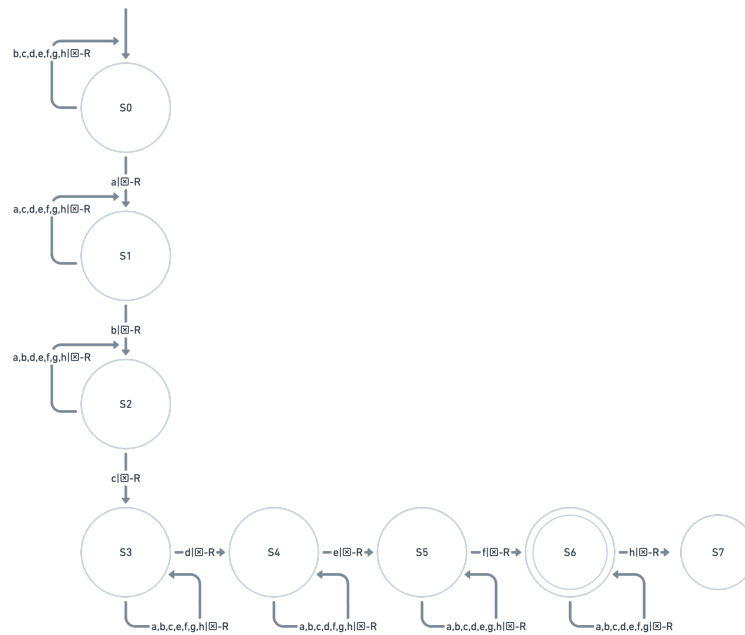 b,c,d,e,f,g,h|☒-R
S0
a|☒-R
a,c,d,e,f,g,h|☒-R
S1
b|☒-R
a,b,d,e,f,g,h|☒-R
S2
c|☒-R
S3
d|☒-R
S4
e|☒-R
S5
f|☒-R
S6
h|☒-R
S7
a,b,c,e,f,g,h|☒-R
a,b,c,d,f,g,h|☒-R
a,b,c,d,e,g,h|☒-R
a,b,c,d,e,f,g|☒-R